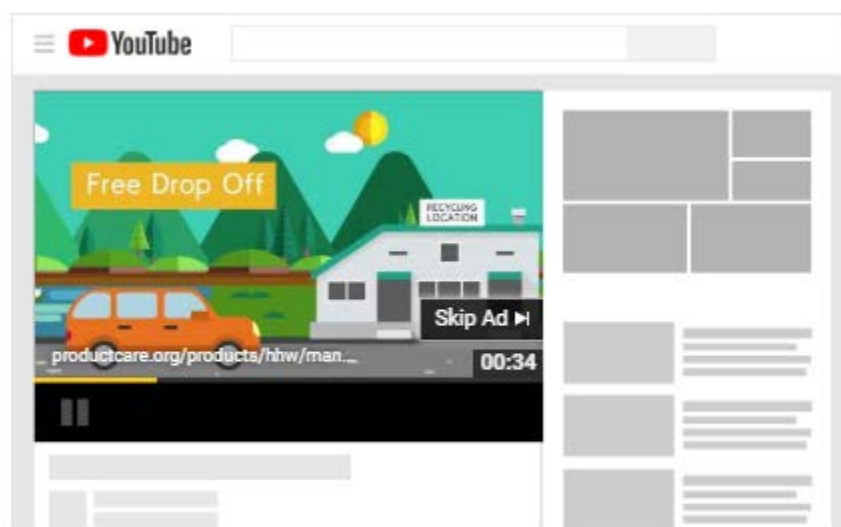 YouTube
Free Drop Off
RECYCLING
LOCATION
Skip Ad
productcare.org/products/hhw/man...
00:34